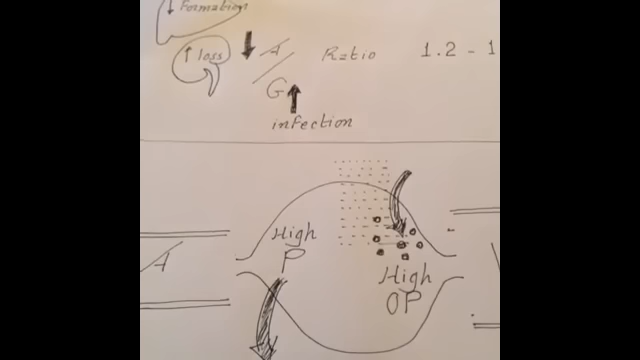 ↓ Formation
↑ loss ↓ A/G ↑ Ratio 1.2 - 1
infection
High P
High OP
A